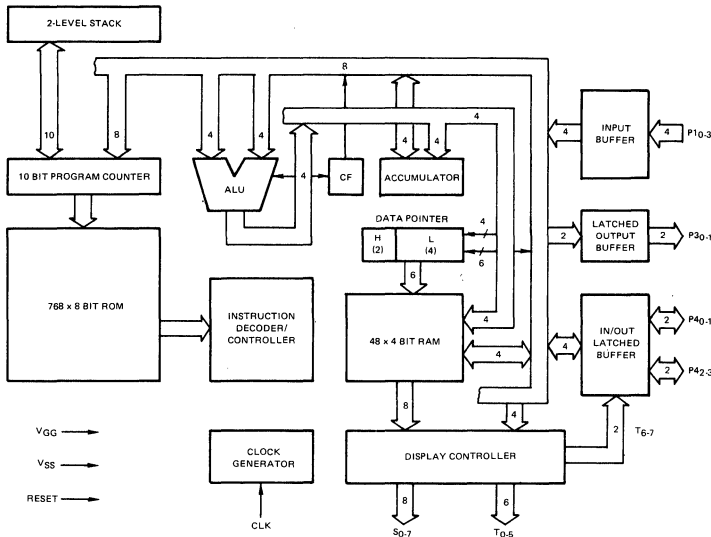 2-LEVEL STACK
8
10
8
4
4
4
4
4
4
4
INPUT
BUFFER
4
P1₀₋₃
10 BIT PROGRAM COUNTER
ALU
4
CF
ACCUMULATOR
DATA POINTER
H
(2)
L
(4)
4
6
2
LATCHED
OUTPUT
BUFFER
2
P3₀₋₁
6
768 x 8 BIT ROM
INSTRUCTION
DECODER/
CONTROLLER
48 x 4 BIT RAM
4
4
4
IN/OUT
LATCHED
BUFFER
2
P4₀₋₁
2
P4₂₋₃
8
4
2
T₆₋₇
VGG
VSS
RESET
CLOCK
GENERATOR
CLK
DISPLAY CONTROLLER
8
6
S₀₋₇
T₀₋₅